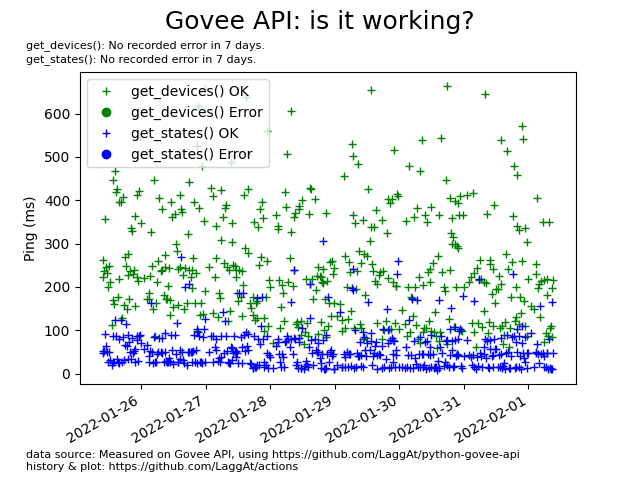 Govee API: is it working?
get_devices(): No recorded error in 7 days.
get_states(): No recorded error in 7 days.
get_devices() OK
get_devices() Error
get_states() OK
get_states() Error
Ping (ms)
600
500
400
300
200
100
0
2022-01-26
2022-01-27
2022-01-28
2022-01-29
2022-01-30
2022-01-31
2022-02-01
data source: Measured on Govee API, using https://github.com/LaggAt/python-govee-api
history & plot: https://github.com/LaggAt/actions